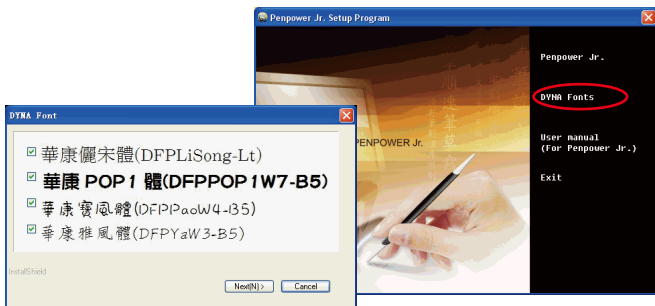 Penpower Jr. Setup Program
Penpower Jr.
DYNA Fonts
User manual
(For Penpower Jr.)
Exit
PENPOWER Jr.
DYNA Font
華康儷宋體(DFPLiSong-Lt)
華康 POP1 體(DFPPOP1W7-B5)
華康寶風體(DFPPaoW4-B5)
華康雅風體(DFPYaW3-B5)
InstallShield
Next(N) >
Cancel